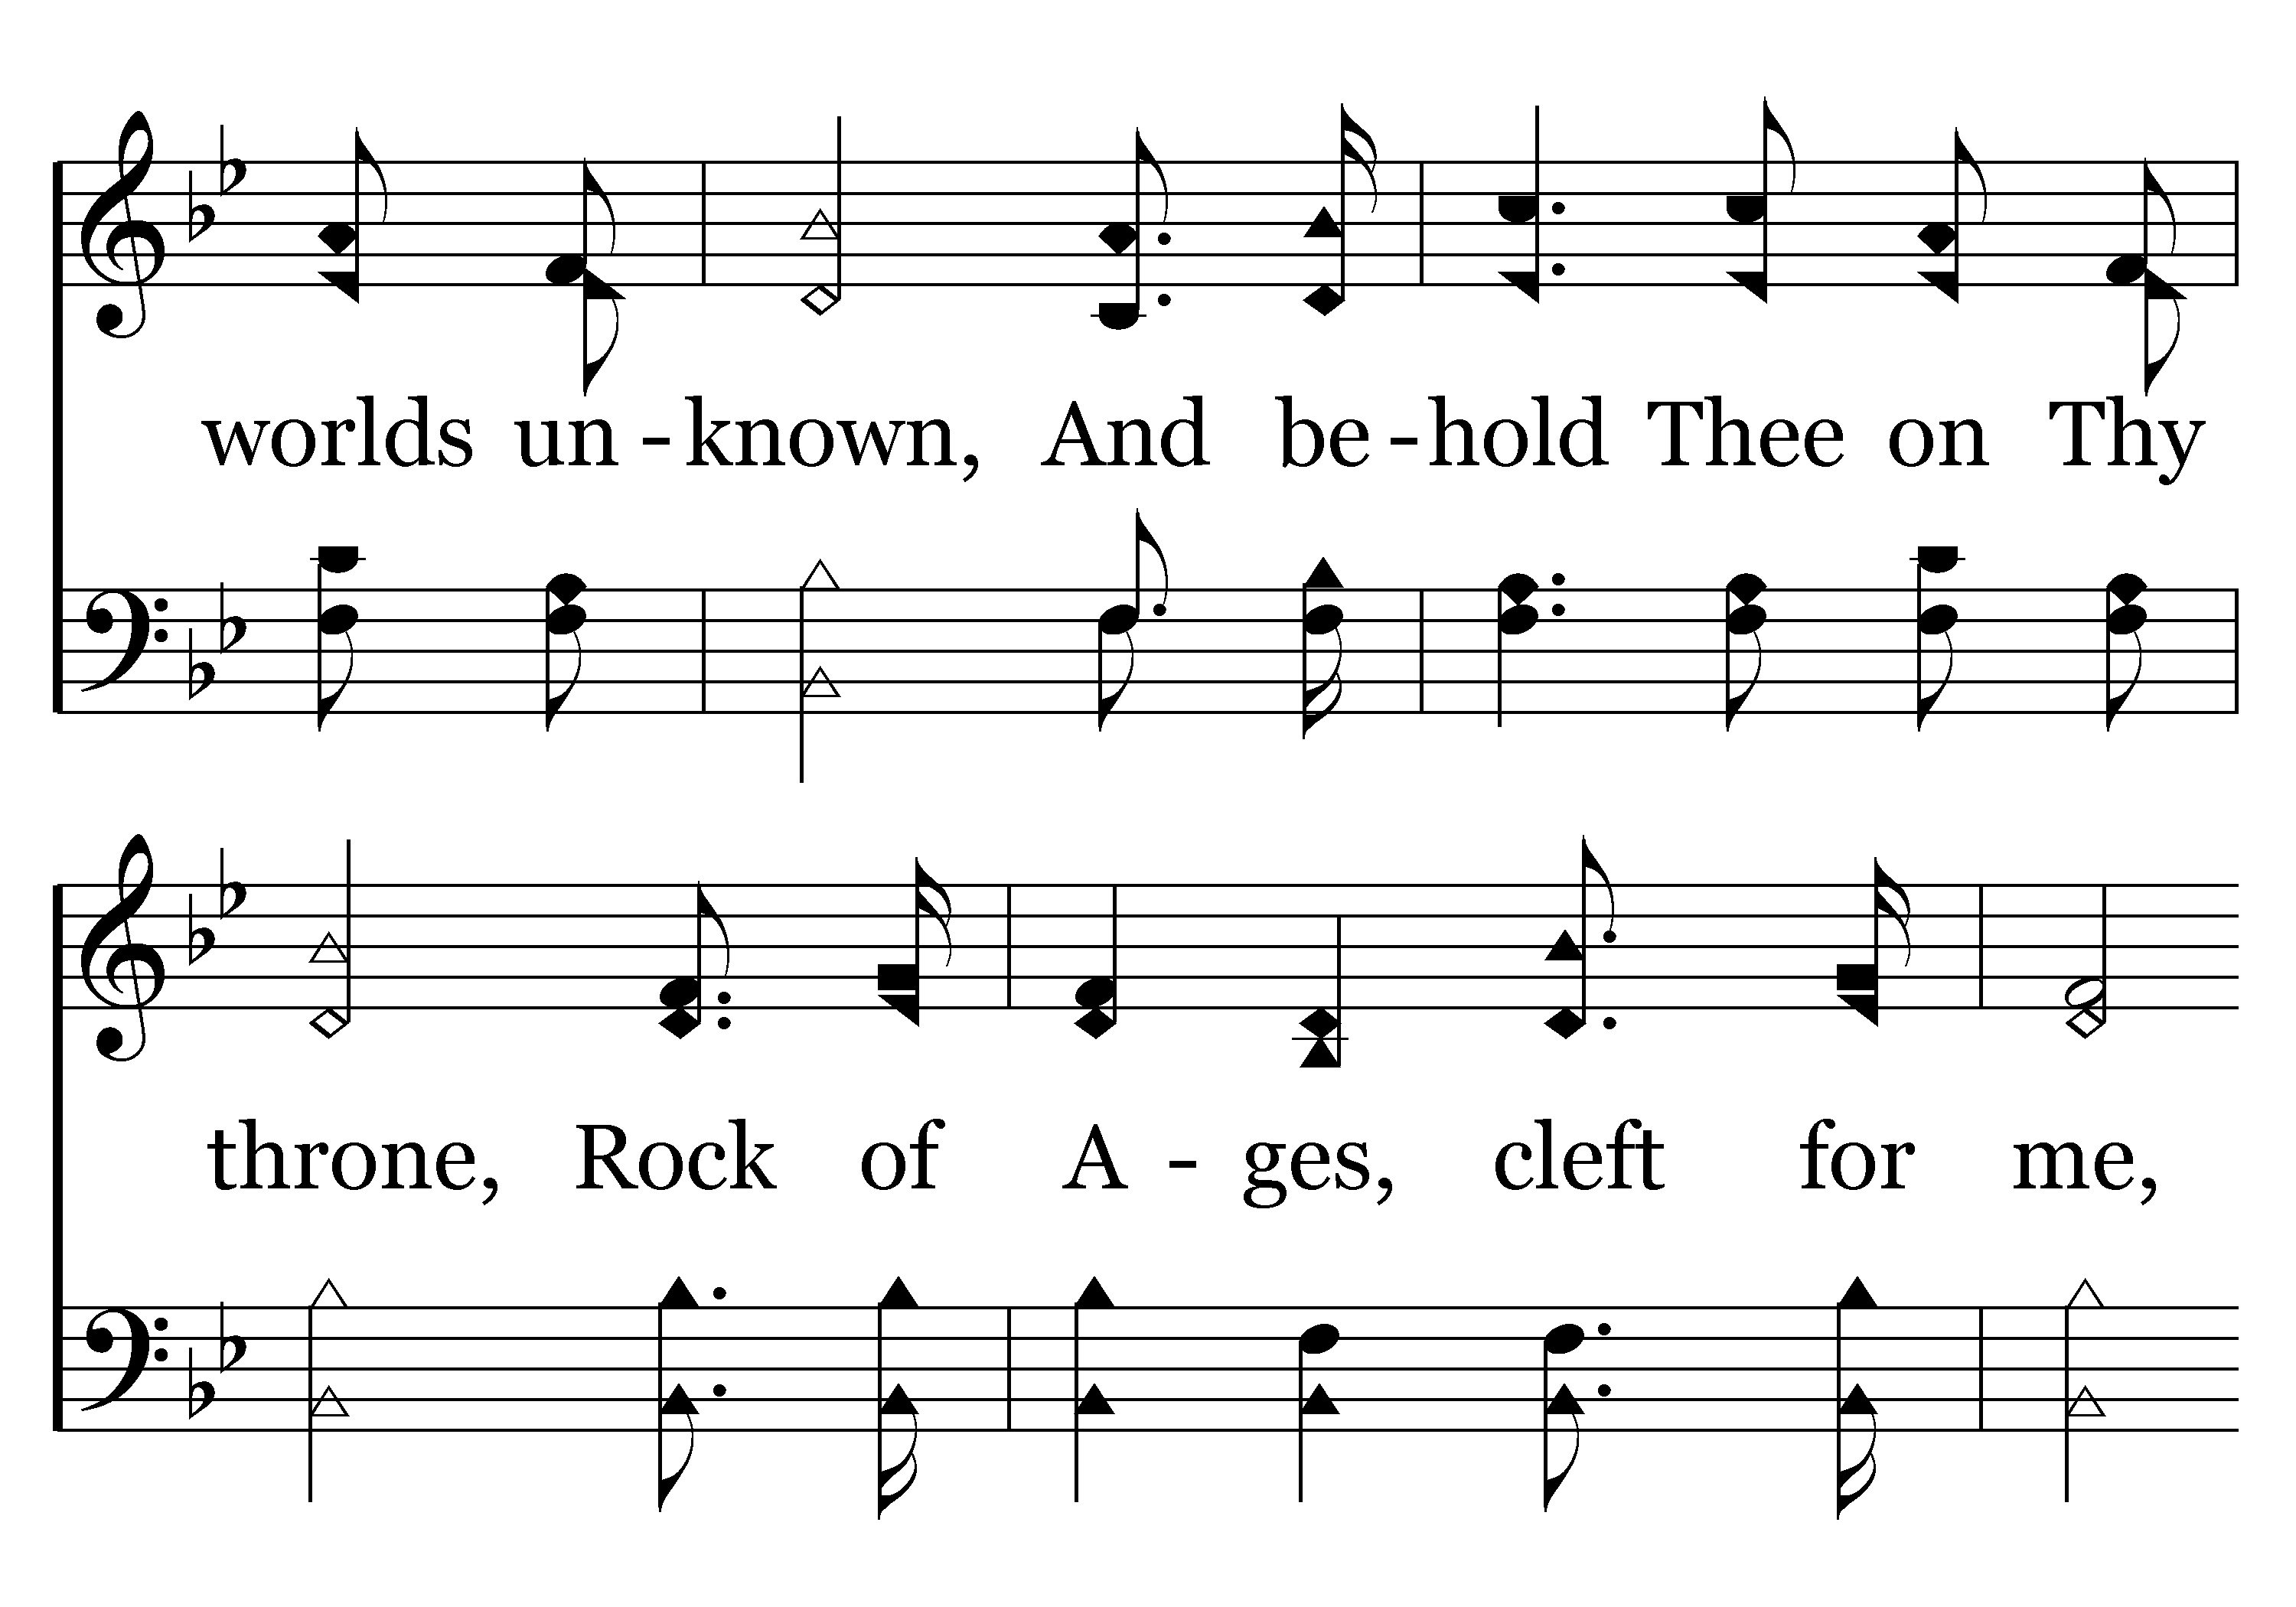 worlds un - known, And be - hold Thee on Thy
throne, Rock of A - ges, cleft for me,